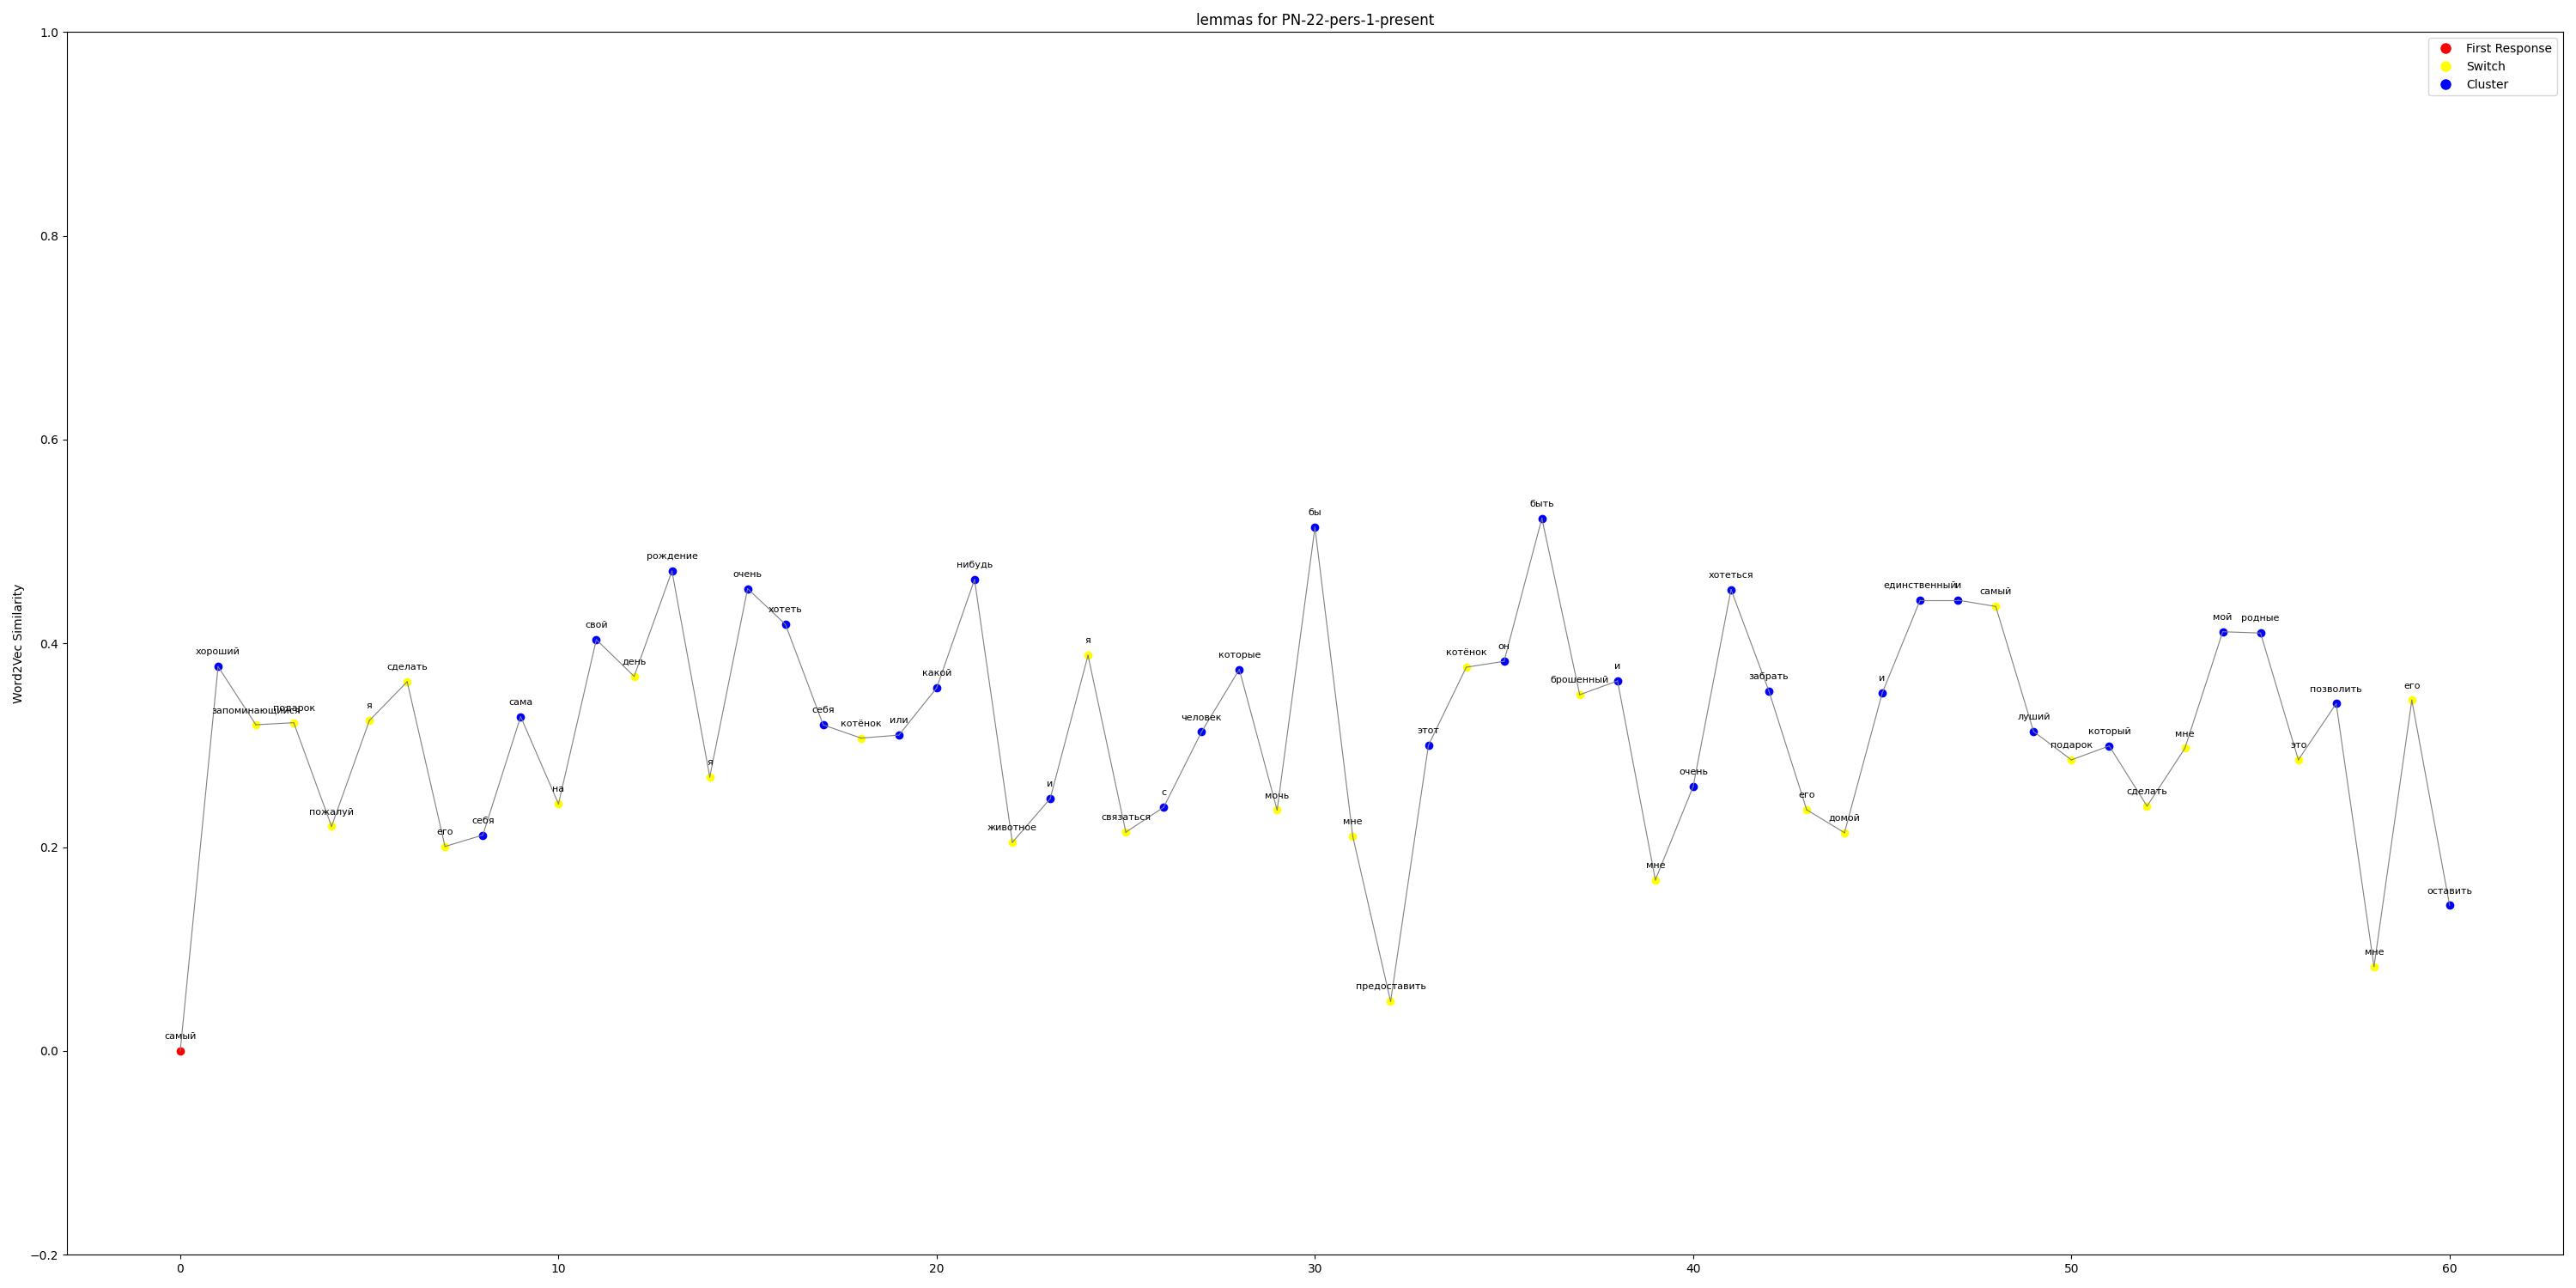 lemmas for PN-22-pers-1-present
First Response
Switch
Cluster
Word2Vec Similarity
1.0
0.8
0.6
0.4
0.2
0.0
−0.2
самый
хороший
запоминающийся
подарок
пожалуй
я
сделать
его
себя
сама
на
свой
день
рождение
я
очень
хотеть
себя
котёнок
или
какой
нибудь
животное
и
я
связаться
с
человек
которые
мочь
бы
мне
предоставить
этот
котёнок
он
быть
брошенный
и
мне
очень
хотеться
забрать
его
домой
и
единственный
и
самый
луший
подарок
который
сделать
мне
мой
родные
это
позволить
мне
его
оставить
0 10 20 30 40 50 60